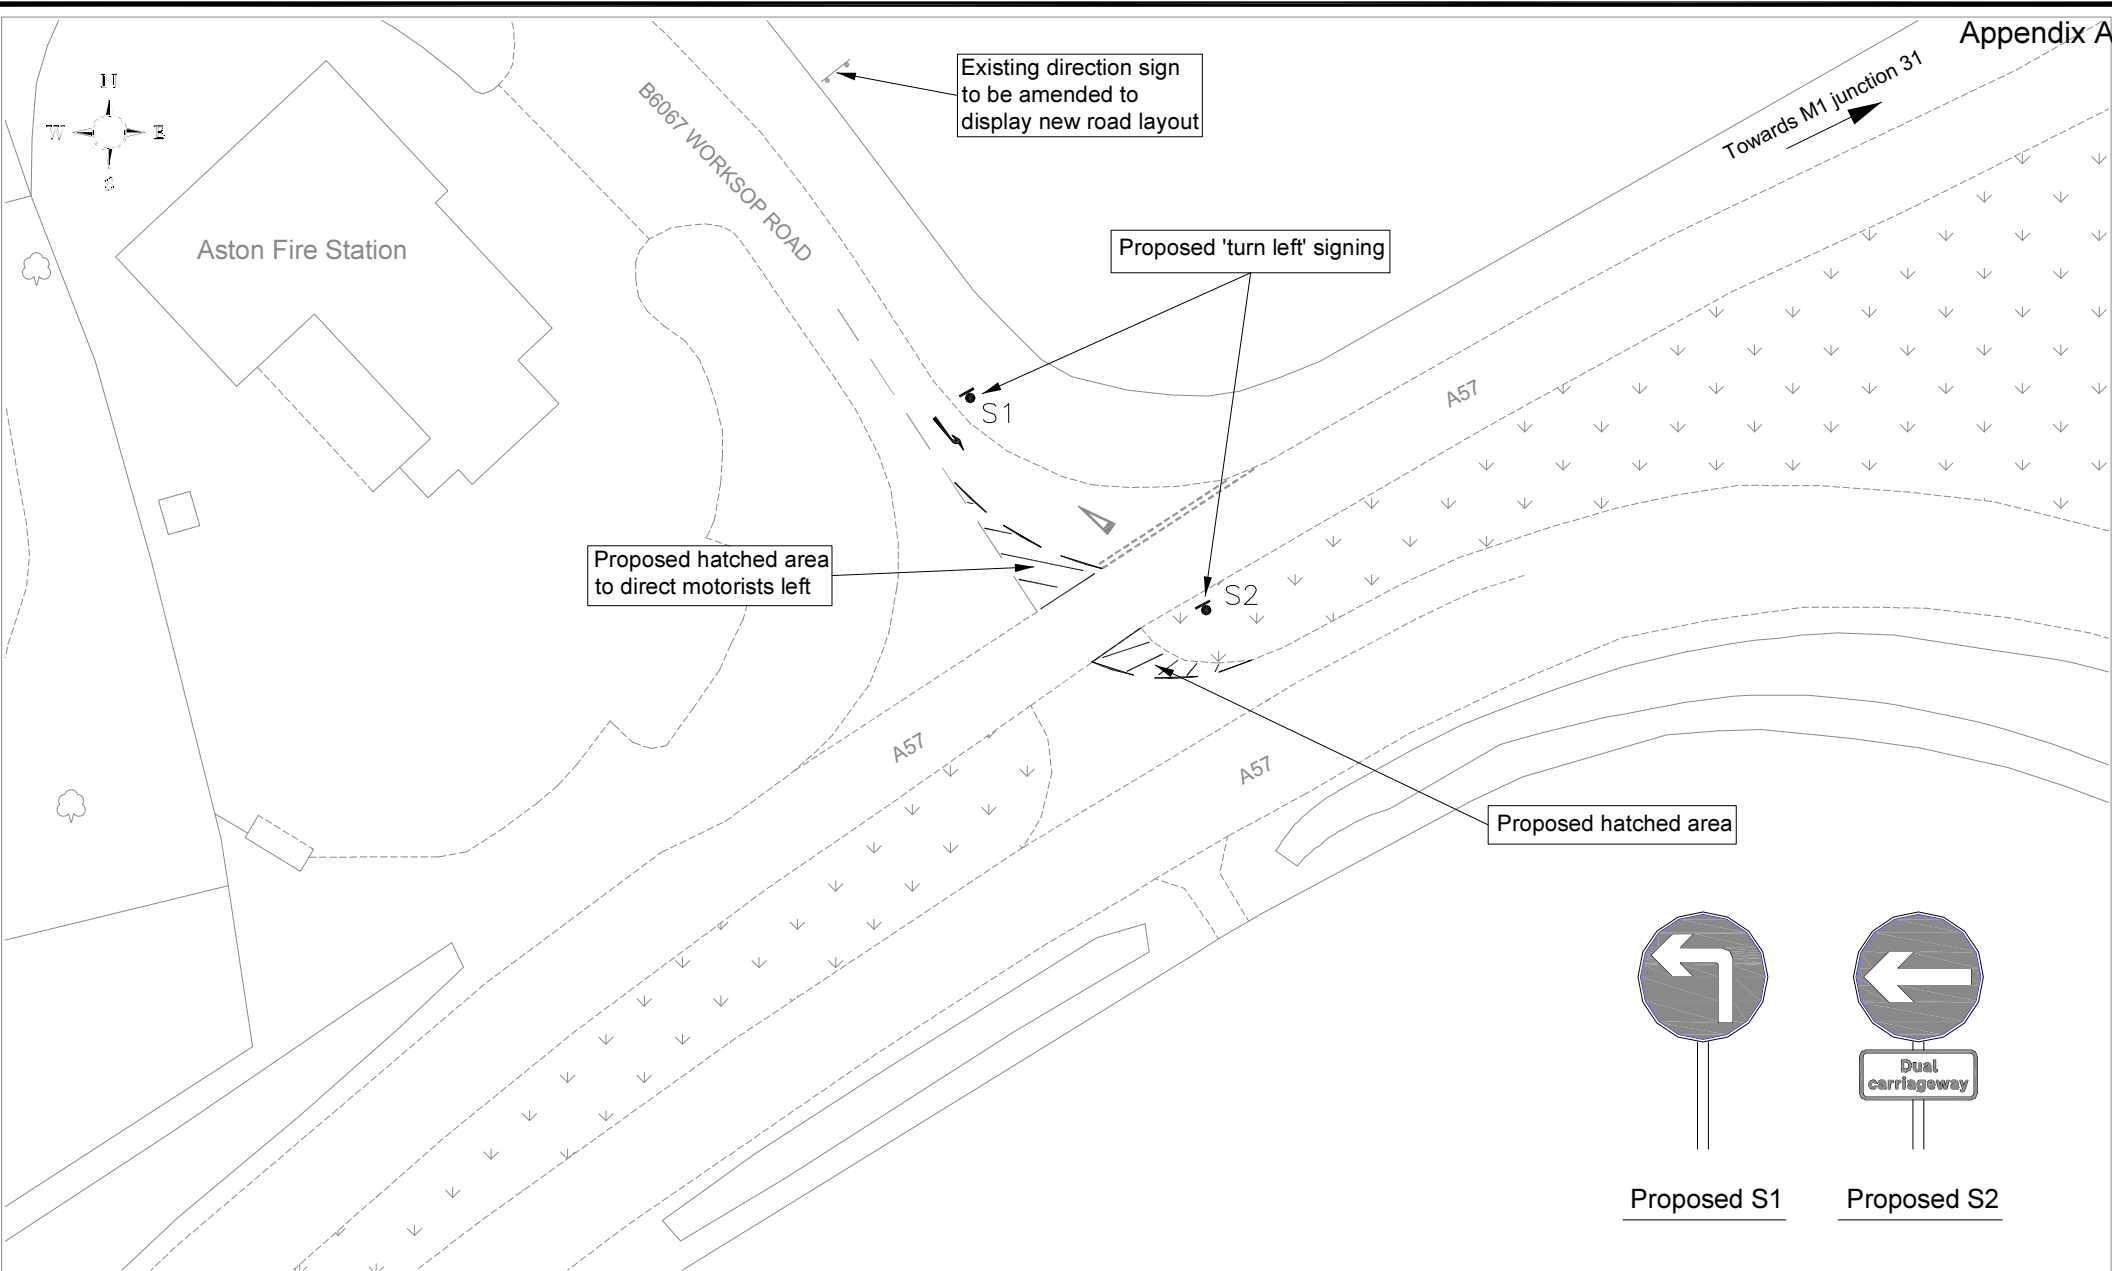 Appendix A
Existing direction sign
to be amended to
display new road layout
Towards M1 junction 31
N
W
E
S
B6067 WORKSOP ROAD
Aston Fire Station
Proposed 'turn left' signing
A57
S1
Proposed hatched area
to direct motorists left
S2
A57
A57
Proposed hatched area
Dual
carriageway
Proposed S1
Proposed S2